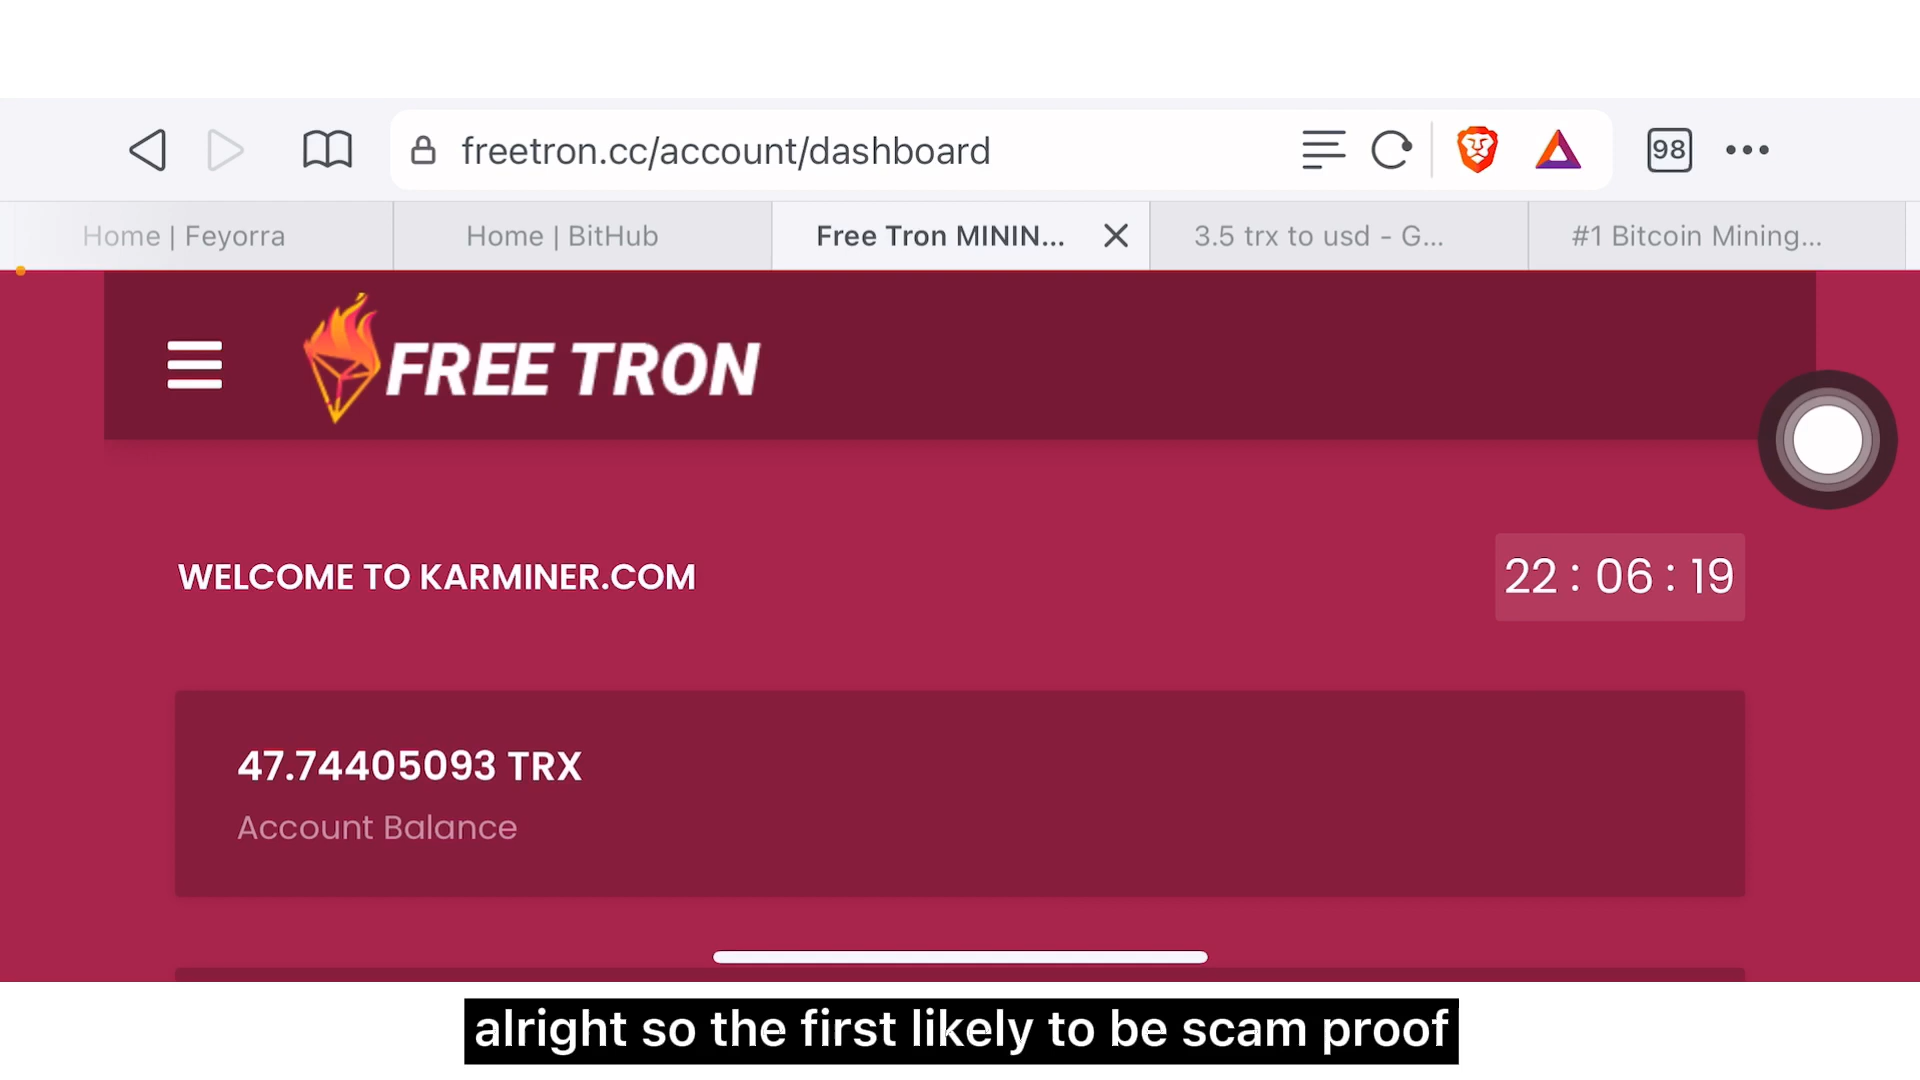 freetron.cc/account/dashboard
98
Home | Feyorra
Home | BitHub
Free Tron MININ...
3.5 trx to usd - G...
#1 Bitcoin Mining...
FREE TRON
WELCOME TO KARMINER.COM
22 : 06 : 19
47.74405093 TRX
Account Balance
alright so the first likely to be scam proof